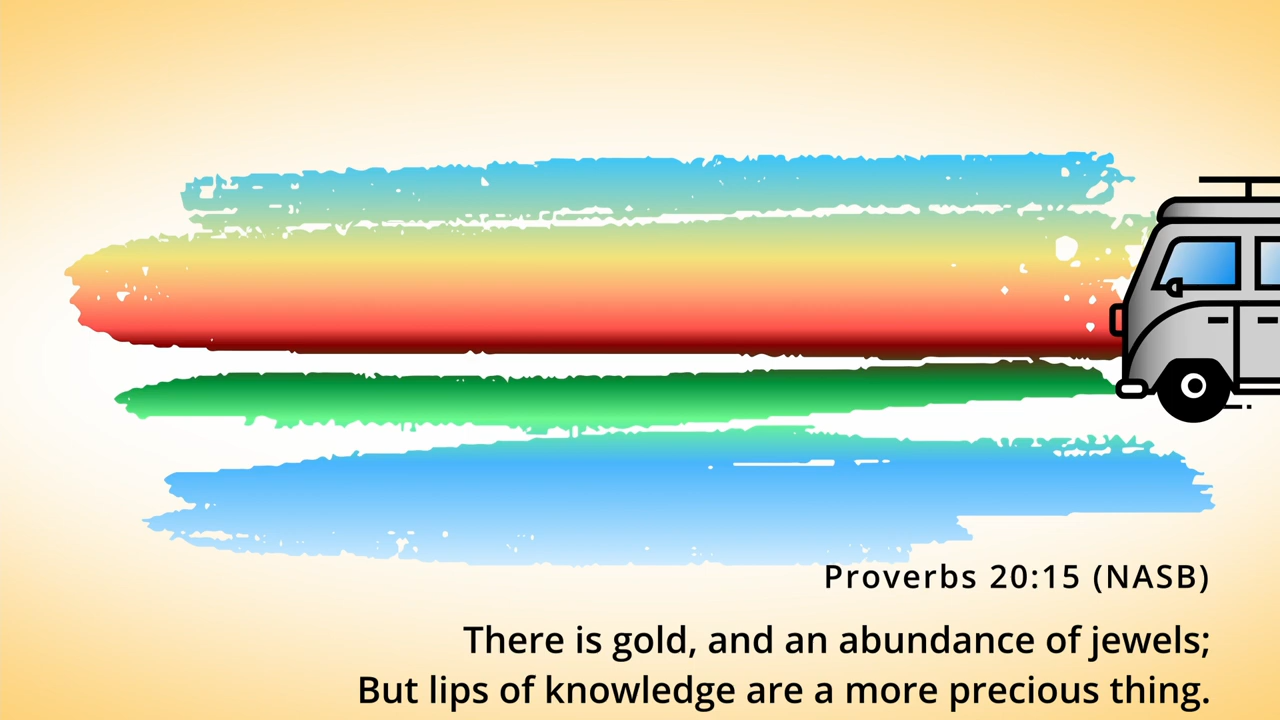 Proverbs 20:15 (NASB)
There is gold, and an abundance of jewels;
But lips of knowledge are a more precious thing.